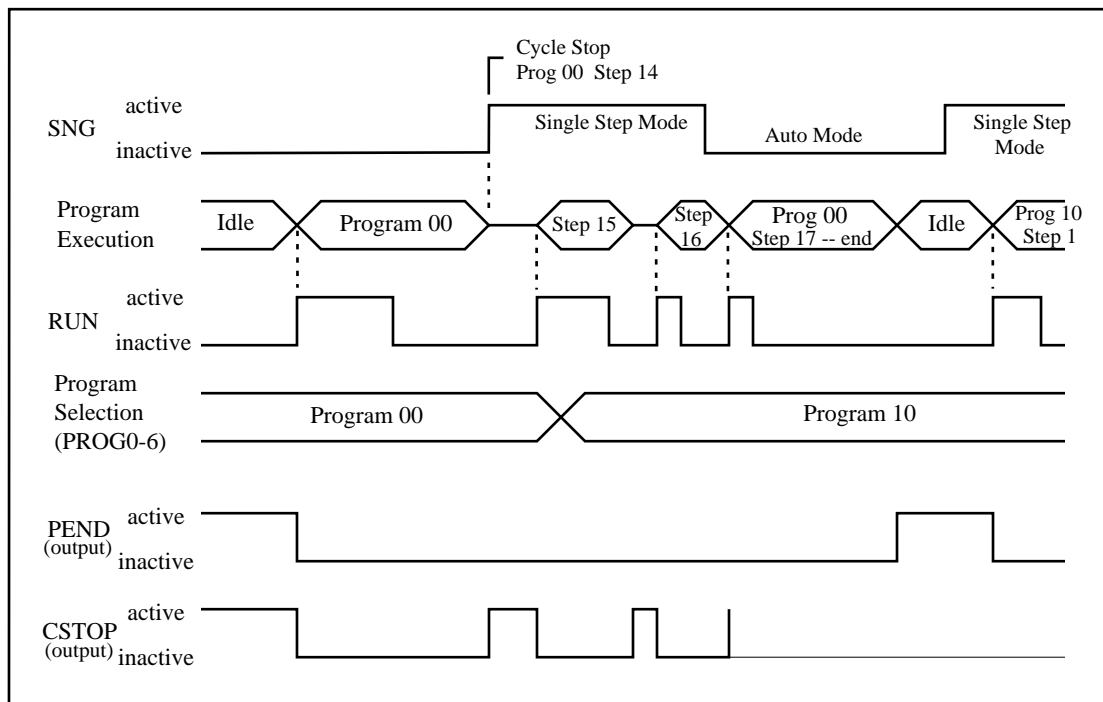 Cycle Stop
Prog 00 Step 14
SNG
active
inactive
Single Step Mode
Auto Mode
Single Step
Mode
Program
Execution
Idle
Program 00
Step 15
Step
16
Prog 00
Step 17 -- end
Idle
Prog 10
Step 1
RUN
active
inactive
Program
Selection
(PROG0-6)
Program 00
Program 10
PEND
(output)
active
inactive
CSTOP
(output)
active
inactive